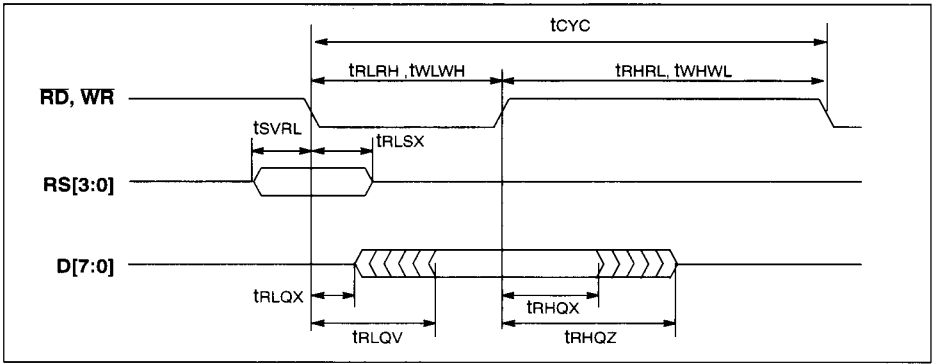 tCYC
tRLRH ,tWLWH
tRHRL, tWHWL
RD, WR
tSVRL
tRLSX
RS[3:0]
D[7:0]
tRLQX
tRHQX
tRLQV
tRHQZ